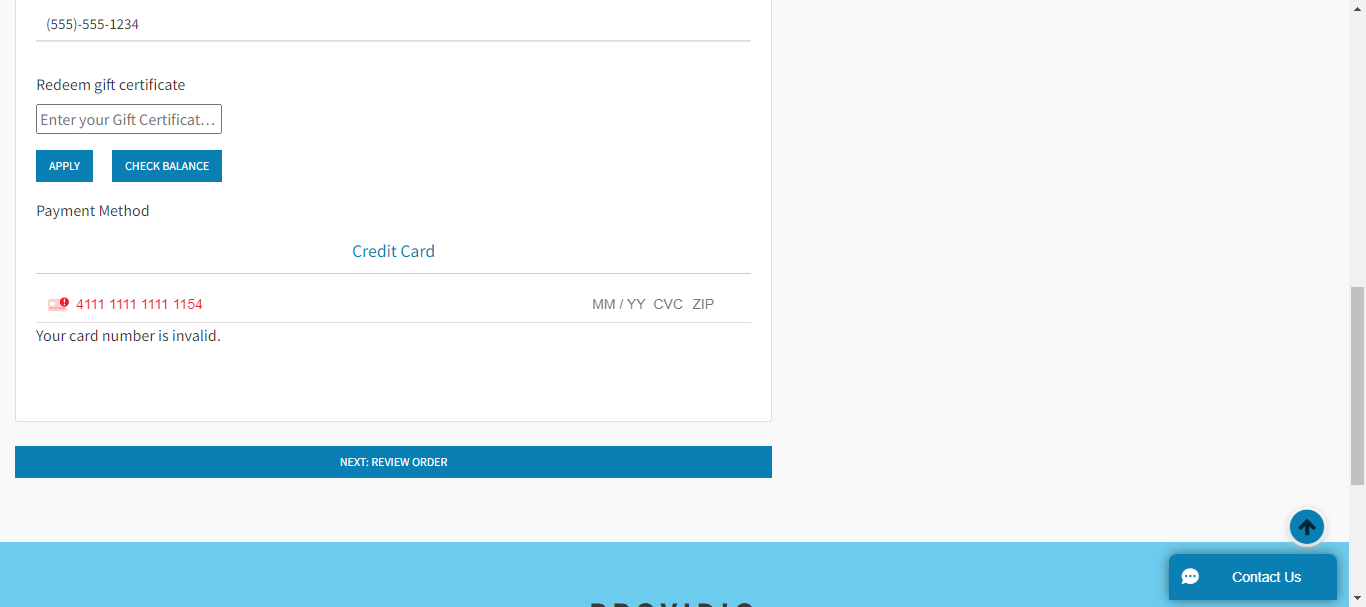 (555)-555-1234
Redeem gift certificate
Enter your Gift Certificat...
APPLY CHECK BALANCE
Payment Method
Credit Card
4111 1111 1111 1154 MM / YY CVC ZIP
Your card number is invalid.
NEXT: REVIEW ORDER
Contact Us